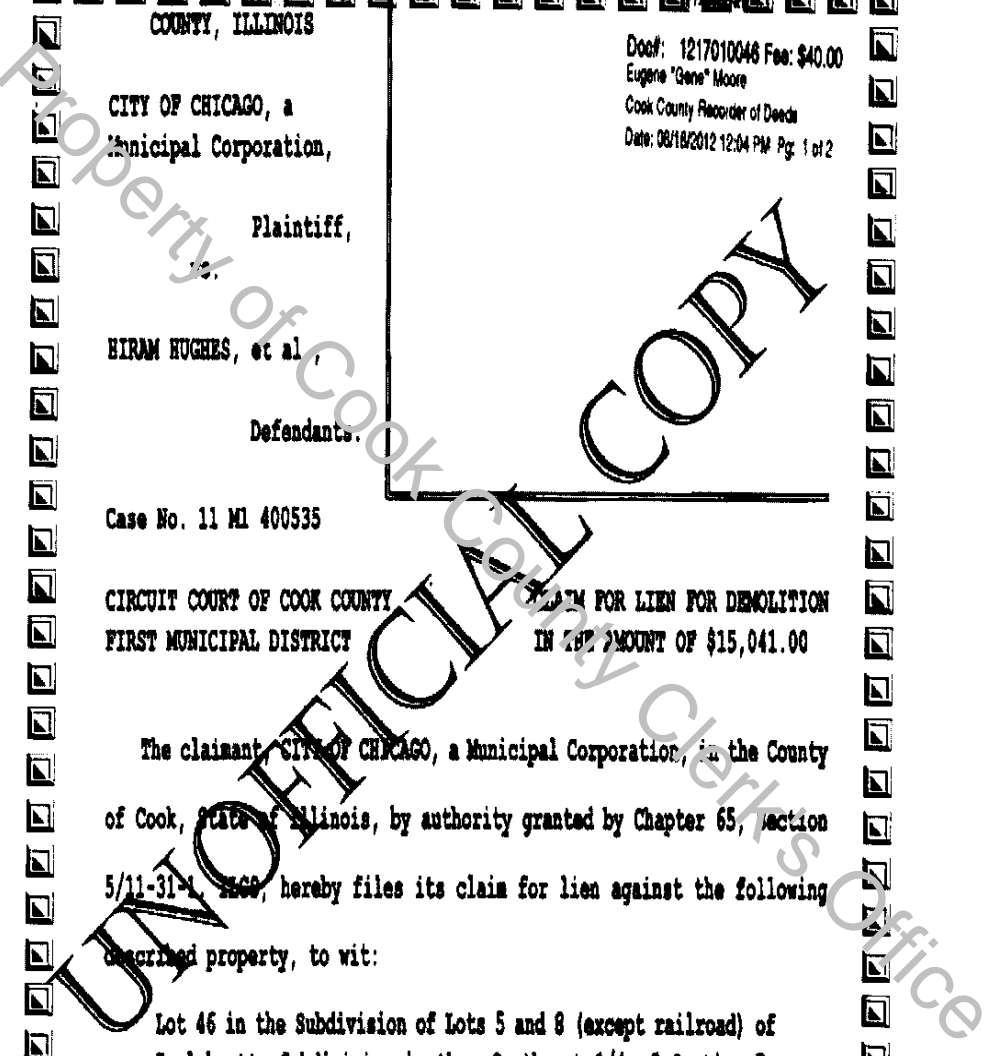 COUNTY, ILLINOIS
Doc#: 1217010046 Fee: $40.00
Eugene "Gene" Moore
Cook County Recorder of Deeds
Date: 06/18/2012 12:04 PM Pg: 1 of 2
CITY OF CHICAGO, a
Municipal Corporation,
Plaintiff,
vs.
HIRAM HUGHES, et al ,
Defendants.
Case No. 11 M1 400535
CIRCUIT COURT OF COOK COUNTY
FIRST MUNICIPAL DISTRICT
CLAIM FOR LIEN FOR DEMOLITION
IN THE AMOUNT OF $15,041.00
The claimant, CITY OF CHICAGO, a Municipal Corporation, in the County
of Cook, State of Illinois, by authority granted by Chapter 65, Section
5/11-31-1, ILCS, hereby files its claim for lien against the following
described property, to wit:
Lot 46 in the Subdivision of Lots 5 and 8 (except railroad) of
UNOFFICIAL COPY
Property of Cook County Clerk's Office